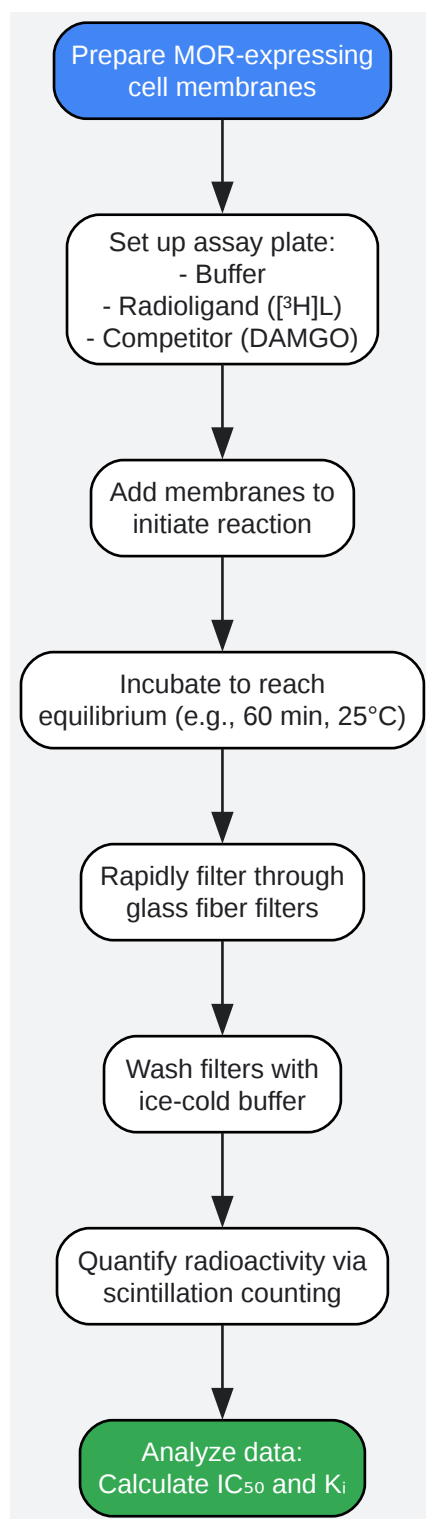 Prepare MOR-expressing
cell membranes
Set up assay plate:
- Buffer
- Radioligand ([³H]L)
- Competitor (DAMGO)
Add membranes to
initiate reaction
Incubate to reach
equilibrium (e.g., 60 min, 25°C)
Rapidly filter through
glass fiber filters
Wash filters with
ice-cold buffer
Quantify radioactivity via
scintillation counting
Analyze data:
Calculate IC₅₀ and Kᵢ